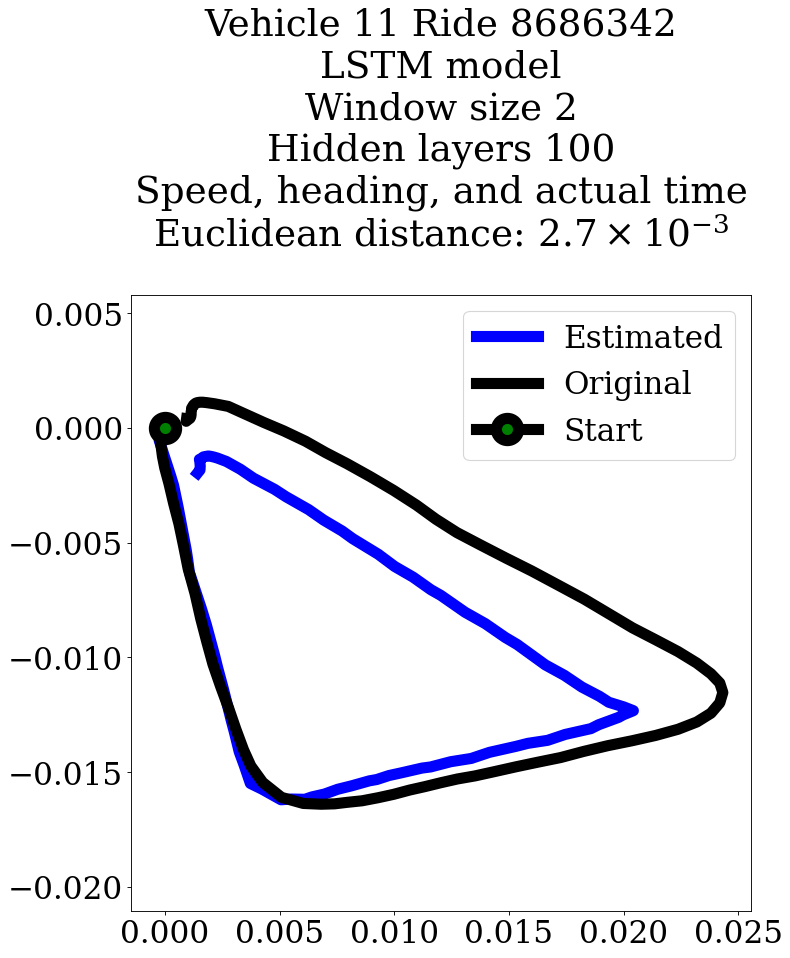 Vehicle 11 Ride 8686342
LSTM model
Window size 2
Hidden layers 100
Speed, heading, and actual time
Euclidean distance: 2.7 × 10⁻³
Estimated
Original
Start
0.005
0.000
−0.005
−0.010
−0.015
−0.020
0.000 0.005 0.010 0.015 0.020 0.025